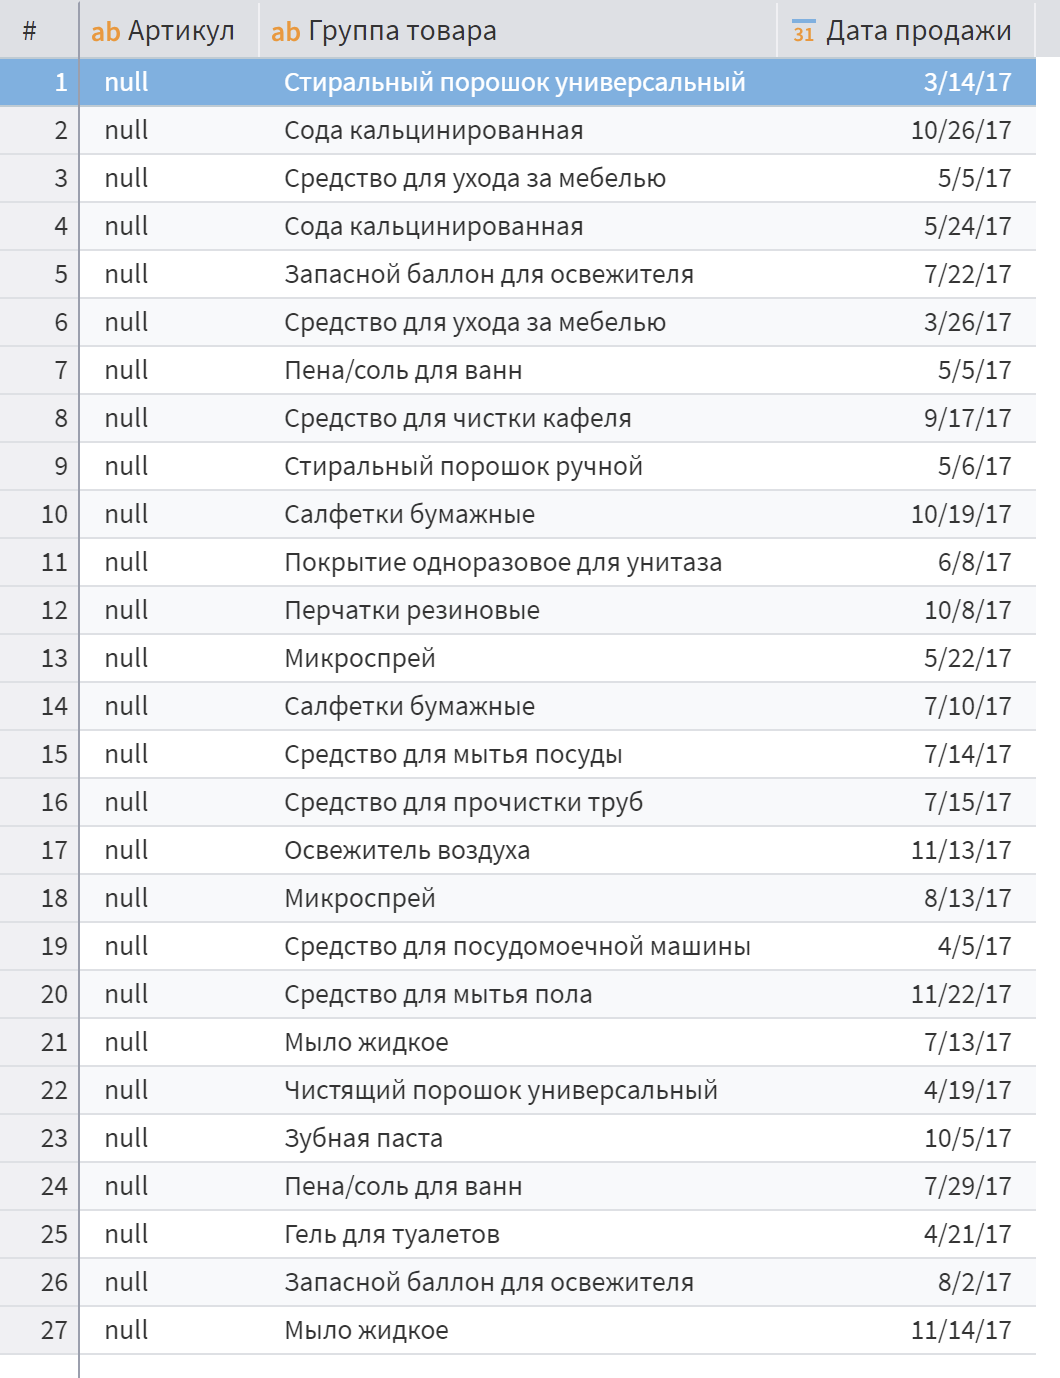 # ab Артикул ab Группа товара 31 Дата продажи
1 null Стиральный порошок универсальный 3/14/17
2 null Сода кальцинированная 10/26/17
3 null Средство для ухода за мебелью 5/5/17
4 null Сода кальцинированная 5/24/17
5 null Запасной баллон для освежителя 7/22/17
6 null Средство для ухода за мебелью 3/26/17
7 null Пена/соль для ванн 5/5/17
8 null Средство для чистки кафеля 9/17/17
9 null Стиральный порошок ручной 5/6/17
10 null Салфетки бумажные 10/19/17
11 null Покрытие одноразовое для унитаза 6/8/17
12 null Перчатки резиновые 10/8/17
13 null Микроспрей 5/22/17
14 null Салфетки бумажные 7/10/17
15 null Средство для мытья посуды 7/14/17
16 null Средство для прочистки труб 7/15/17
17 null Освежитель воздуха 11/13/17
18 null Микроспрей 8/13/17
19 null Средство для посудомоечной машины 4/5/17
20 null Средство для мытья пола 11/22/17
21 null Мыло жидкое 7/13/17
22 null Чистящий порошок универсальный 4/19/17
23 null Зубная паста 10/5/17
24 null Пена/соль для ванн 7/29/17
25 null Гель для туалетов 4/21/17
26 null Запасной баллон для освежителя 8/2/17
27 null Мыло жидкое 11/14/17